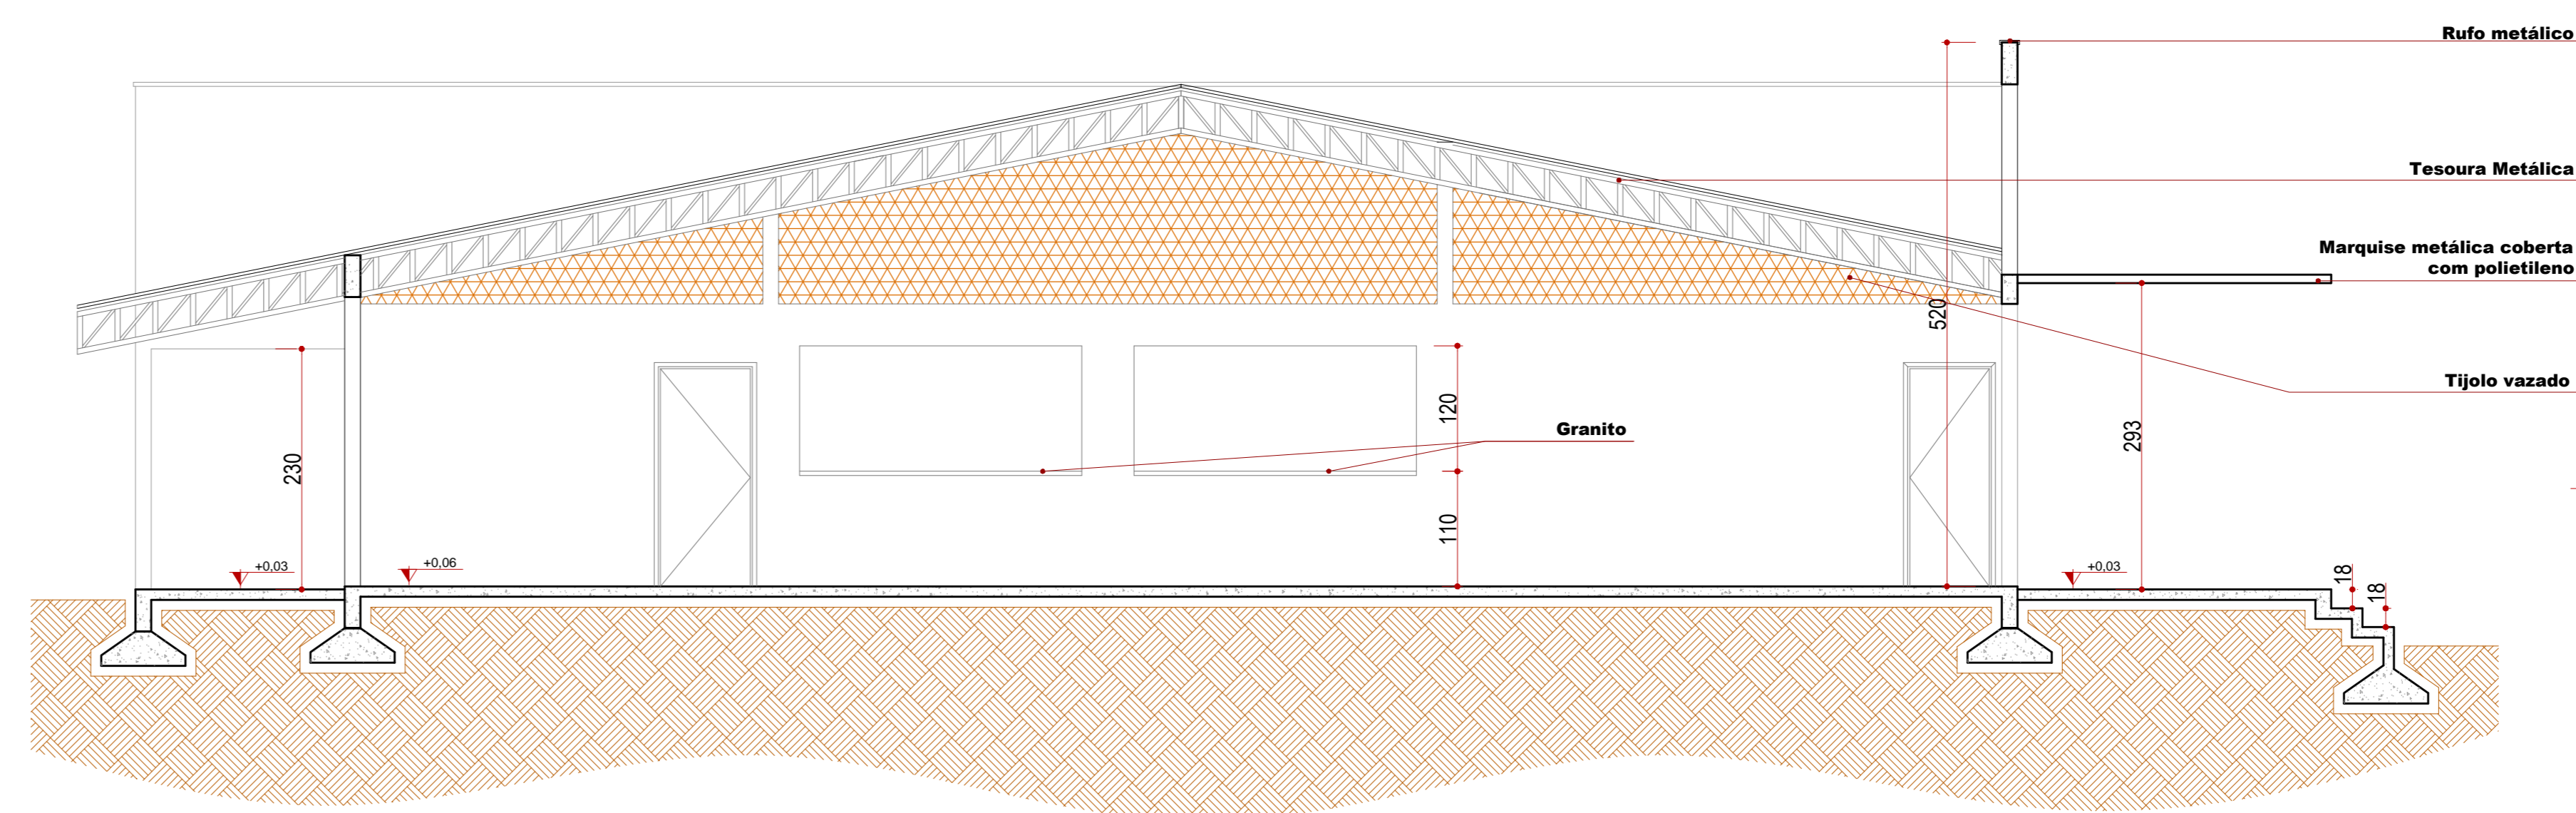 Rufo metálico
Tesoura Metálica
Marquise metálica coberta
com polietileno
520
Tijolo vazado
120
Granito
293
230
110
+0,03
+0,06
+0,03
18
18